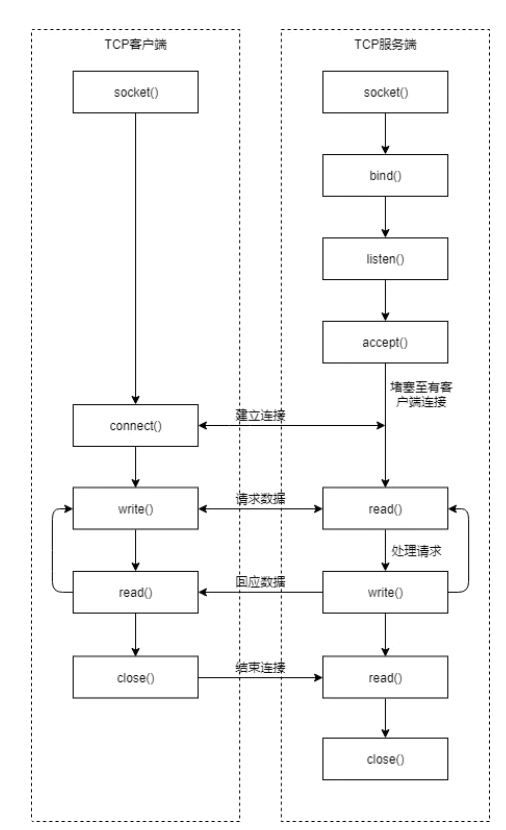 TCP客户端
socket()
connect()
write()
read()
close()
TCP服务端
socket()
bind()
listen()
accept()
堵塞至有客
户端连接
建立连接
请求数据
read()
处理请求
回应数据
write()
结束连接
read()
close()